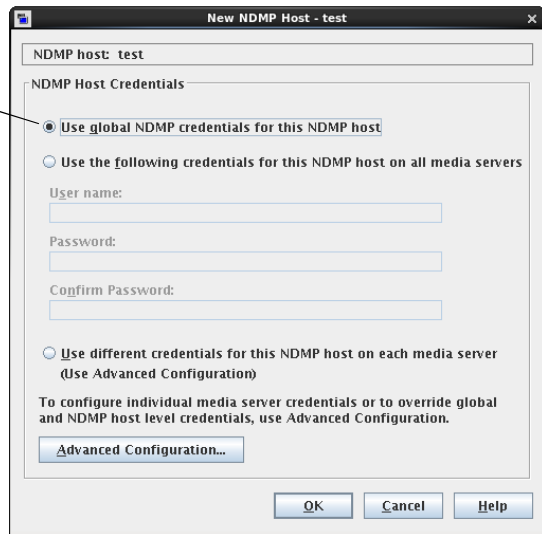 New NDMP Host - test
NDMP host: test
NDMP Host Credentials
Use global NDMP credentials for this NDMP host
Use the following credentials for this NDMP host on all media servers
User name:
Password:
Confirm Password:
Use different credentials for this NDMP host on each media server
(Use Advanced Configuration)
To configure individual media server credentials or to override global
and NDMP host level credentials, use Advanced Configuration.
Advanced Configuration...
OK Cancel Help